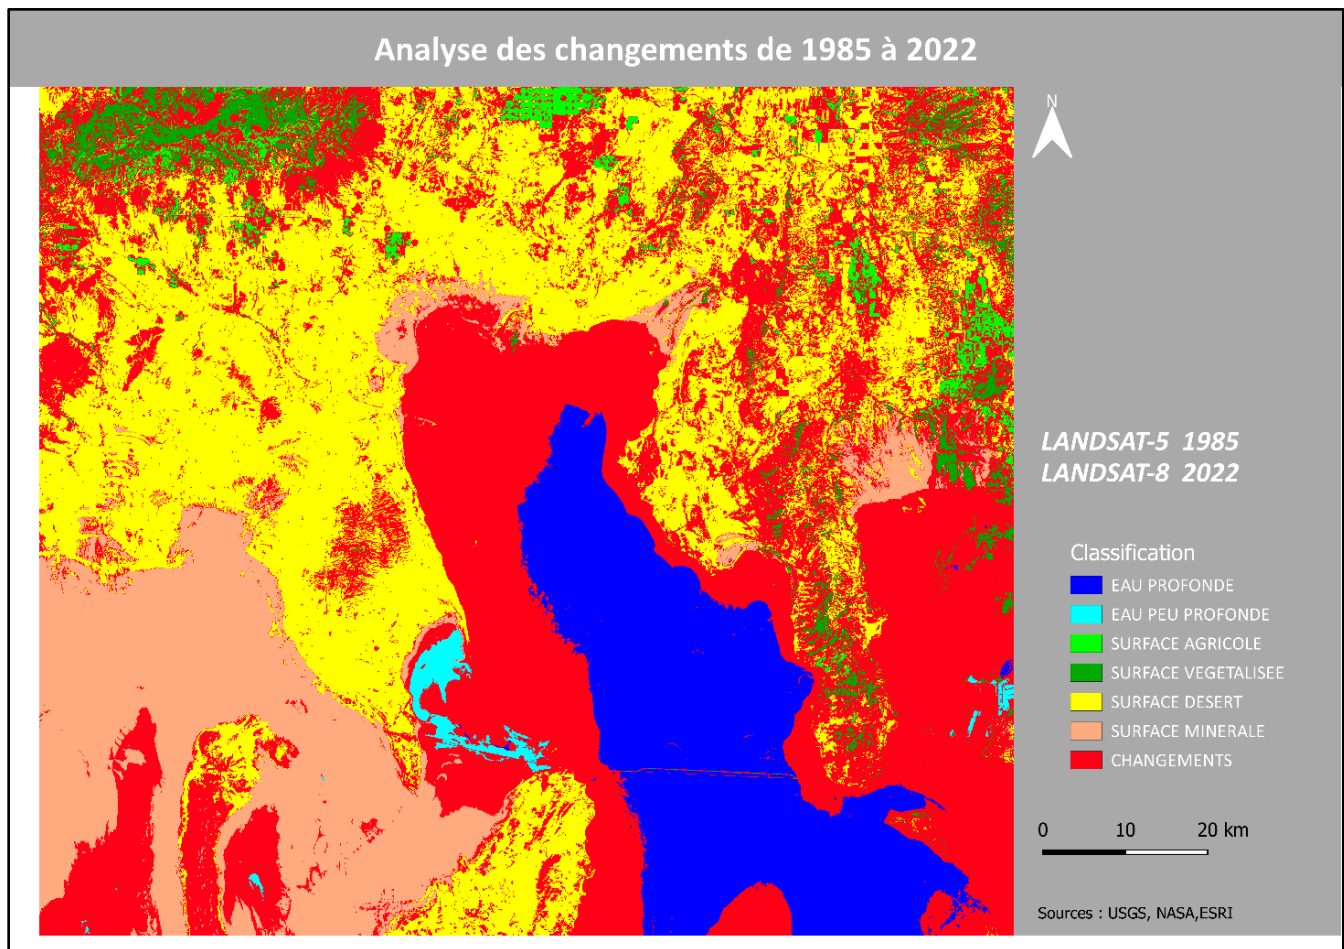 Analyse des changements de 1985 à 2022
N
LANDSAT-5 1985
LANDSAT-8 2022
Classification
EAU PROFONDE
EAU PEU PROFONDE
SURFACE AGRICOLE
SURFACE VEGETALISEE
SURFACE DESERT
SURFACE MINERALE
CHANGEMENTS
0 10 20 km
Sources : USGS, NASA,ESRI